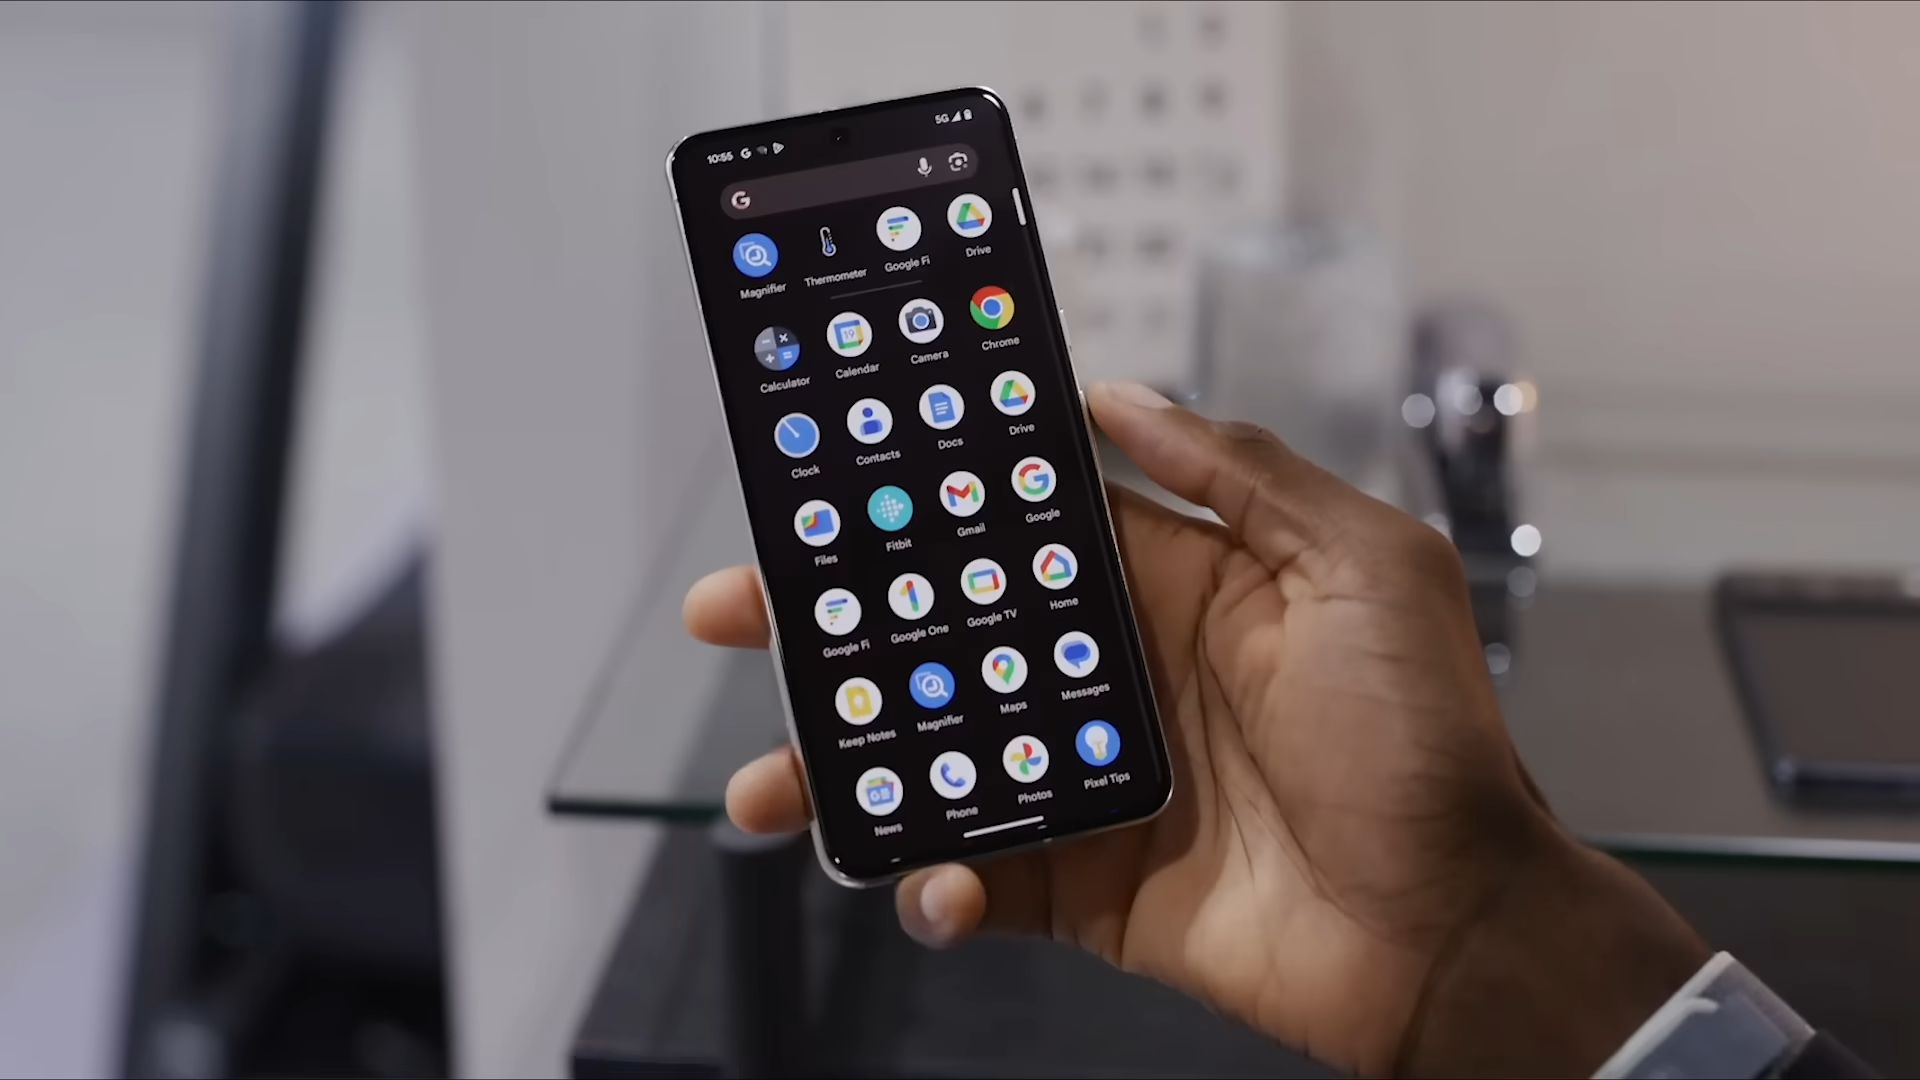 10:55 5G
Magnifier Thermometer Google Fi Drive
Calculator Calendar Camera Chrome
Clock Contacts Docs Drive
Files Fitbit Gmail Google
Google Fi Google One Google TV Home
Keep Notes Magnifier Maps Messages
News Phone Photos Pixel Tips